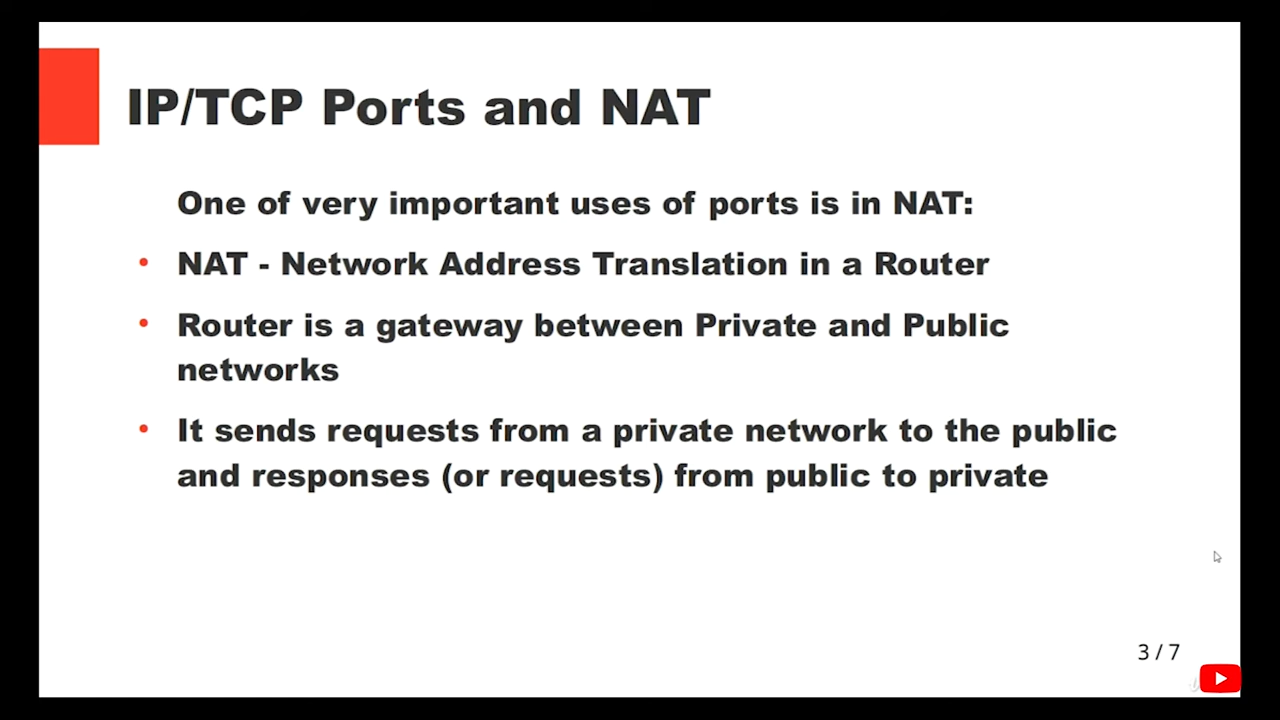 IP/TCP Ports and NAT
One of very important uses of ports is in NAT:
• NAT - Network Address Translation in a Router
• Router is a gateway between Private and Public
networks
• It sends requests from a private network to the public
and responses (or requests) from public to private
3 / 7